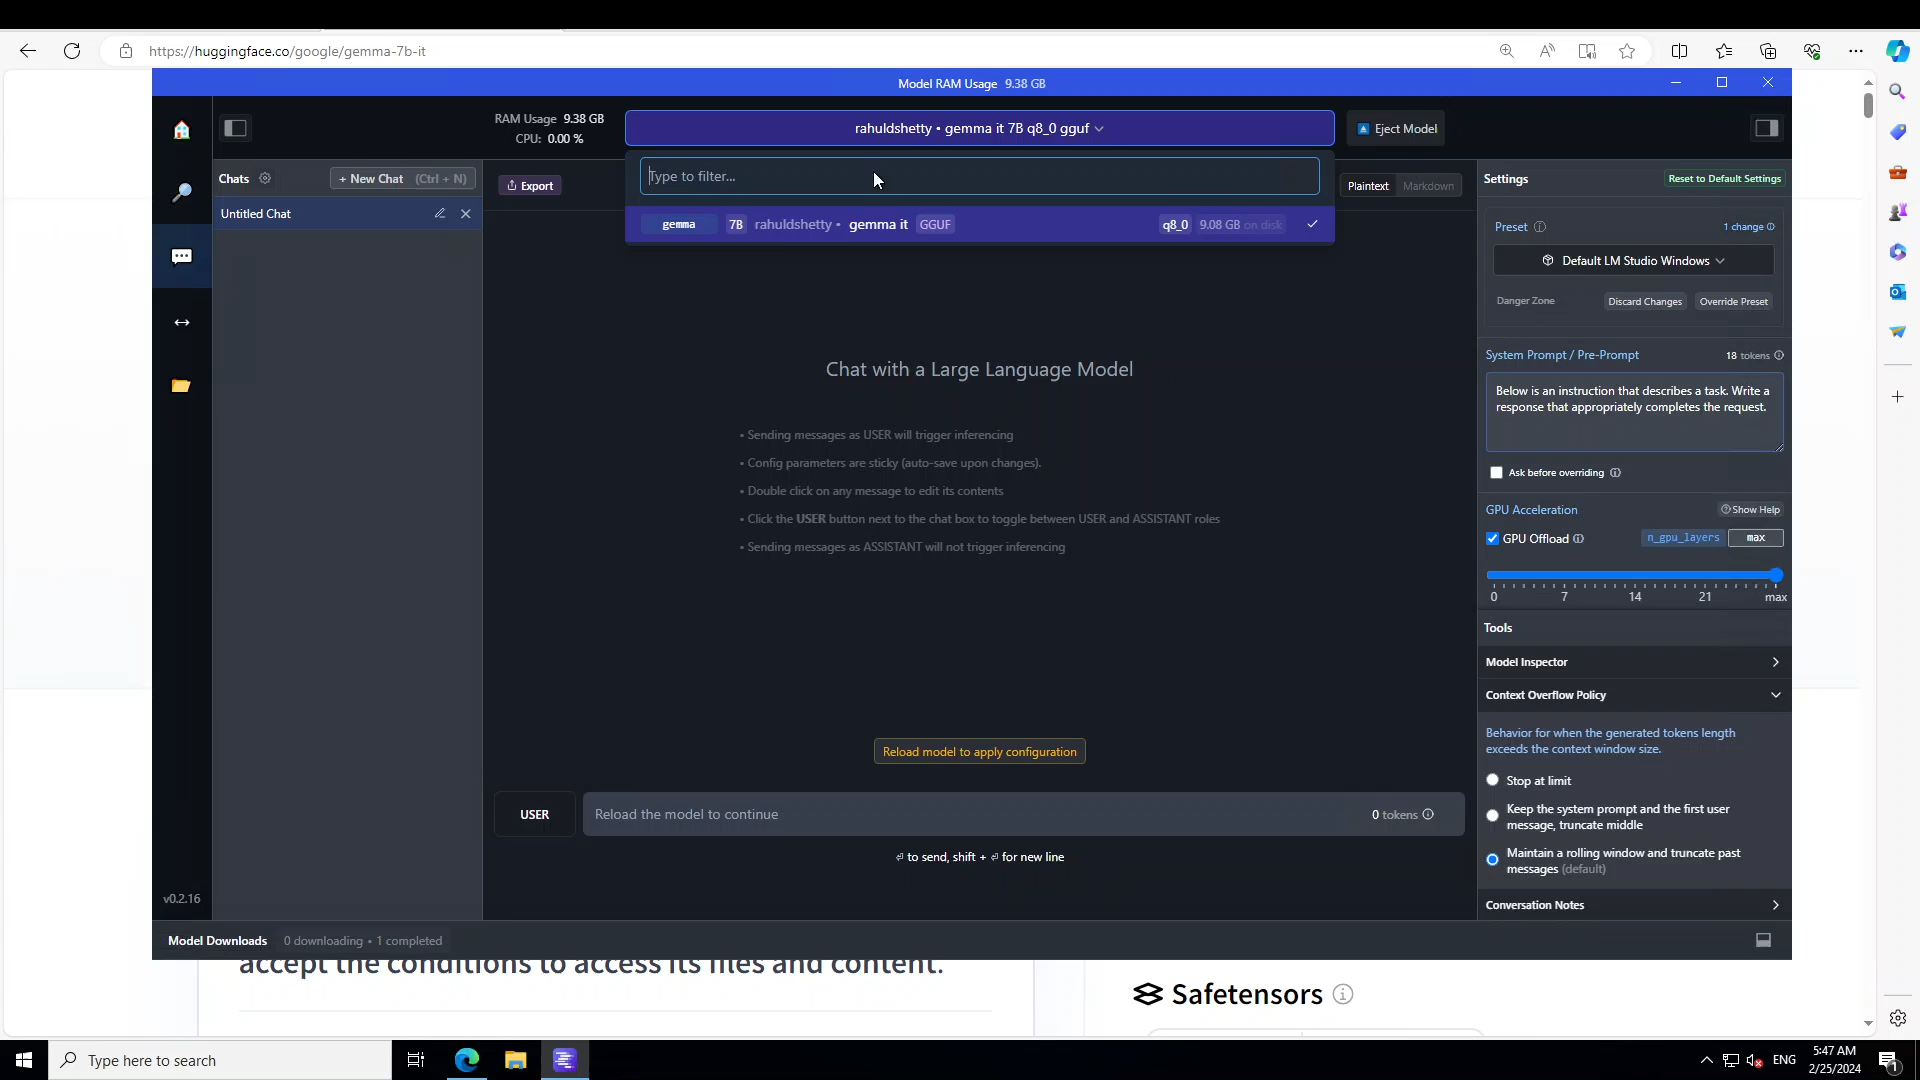 https://huggingface.co/google/gemma-7b-it
Model RAM Usage 9.38 GB
RAM Usage 9.38 GB
CPU: 0.00 %
rahuldshetty • gemma it 7B q8_0 gguf
Eject Model
Chats
+ New Chat (Ctrl + N)
Export
Type to filter...
Plaintext Markdown
Settings
Reset to Default Settings
Untitled Chat
gemma 7B rahuldshetty • gemma it GGUF q8_0 9.08 GB on disk
Preset
1 change
Default LM Studio Windows
Danger Zone
Discard Changes
Override Preset
Chat with a Large Language Model
• Sending messages as USER will trigger inferencing
• Config parameters are sticky (auto-save upon changes).
• Double click on any message to edit its contents
• Click the USER button next to the chat box to toggle between USER and ASSISTANT roles
• Sending messages as ASSISTANT will not trigger inferencing
System Prompt / Pre-Prompt
18 tokens
Below is an instruction that describes a task. Write a
response that appropriately completes the request.
Ask before overriding
GPU Acceleration
Show Help
GPU Offload
n_gpu_layers
max
0 7 14 21 max
Tools
Model Inspector
Context Overflow Policy
Behavior for when the generated tokens length
exceeds the context window size.
Stop at limit
Keep the system prompt and the first user
message, truncate middle
Maintain a rolling window and truncate past
messages (default)
Conversation Notes
Reload model to apply configuration
USER
Reload the model to continue
0 tokens
⏎ to send, shift + ⏎ for new line
v0.2.16
Model Downloads 0 downloading • 1 completed
accept the conditions to access its files and content.
Safetensors
Type here to search
ENG
5:47 AM
2/25/2024
1